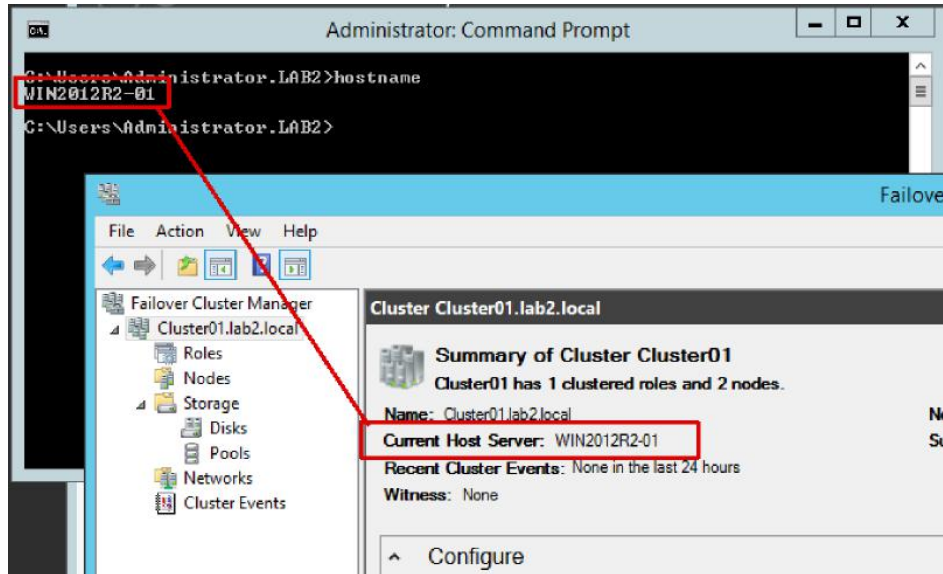 Administrator: Command Prompt
C:\Users\Administrator.LAB2>hostname
WIN2012R2-01
C:\Users\Administrator.LAB2>
Failove
File Action View Help
Failover Cluster Manager
Cluster01.lab2.local
Roles
Nodes
Storage
Disks
Pools
Networks
Cluster Events
Cluster Cluster01.lab2.local
Summary of Cluster Cluster01
Cluster01 has 1 clustered roles and 2 nodes.
Name: Cluster01.lab2.local
Current Host Server: WIN2012R2-01
Recent Cluster Events: None in the last 24 hours
Witness: None
Configure